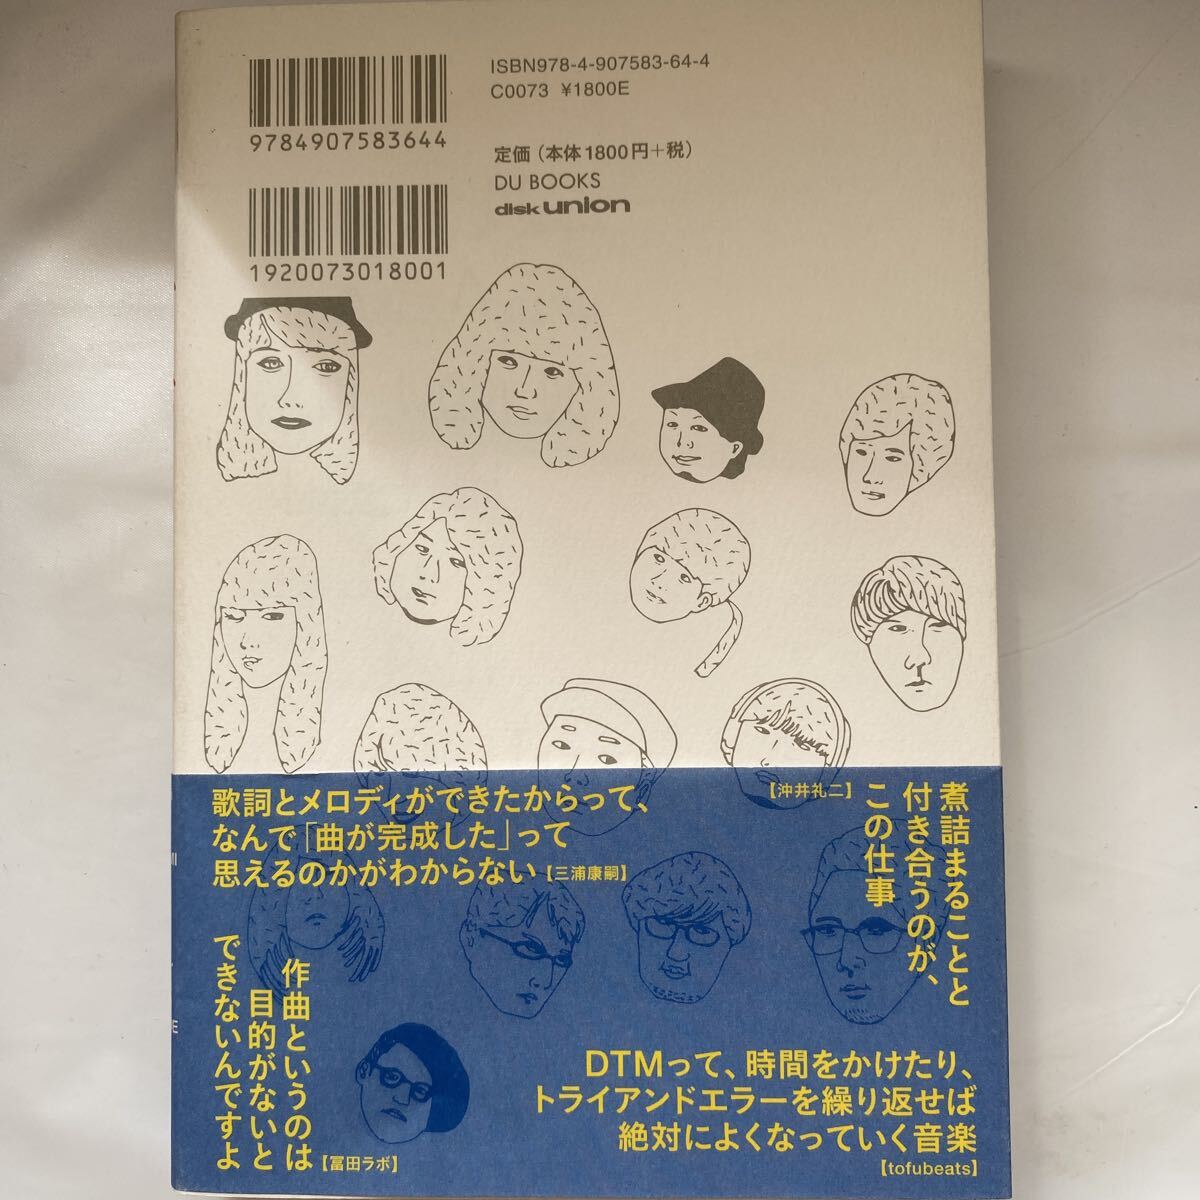 ISBN978-4-907583-64-4
C0073 ¥1800E
9784907583644
定価（本体1800円＋税）
DU BOOKS
disk union
1920073018001
歌詞とメロディができたからって、
なんで「曲が完成した」って
思えるのかがわからない【三浦康嗣】
煮詰まることと
付き合うのが、
この仕事
【沖井礼二】
作曲というのは
目的がないと
できないんですよ
【冨田ラボ】
DTMって、時間をかけたり、
トライアンドエラーを繰り返せば
絶対によくなっていく音楽
【tofubeats】